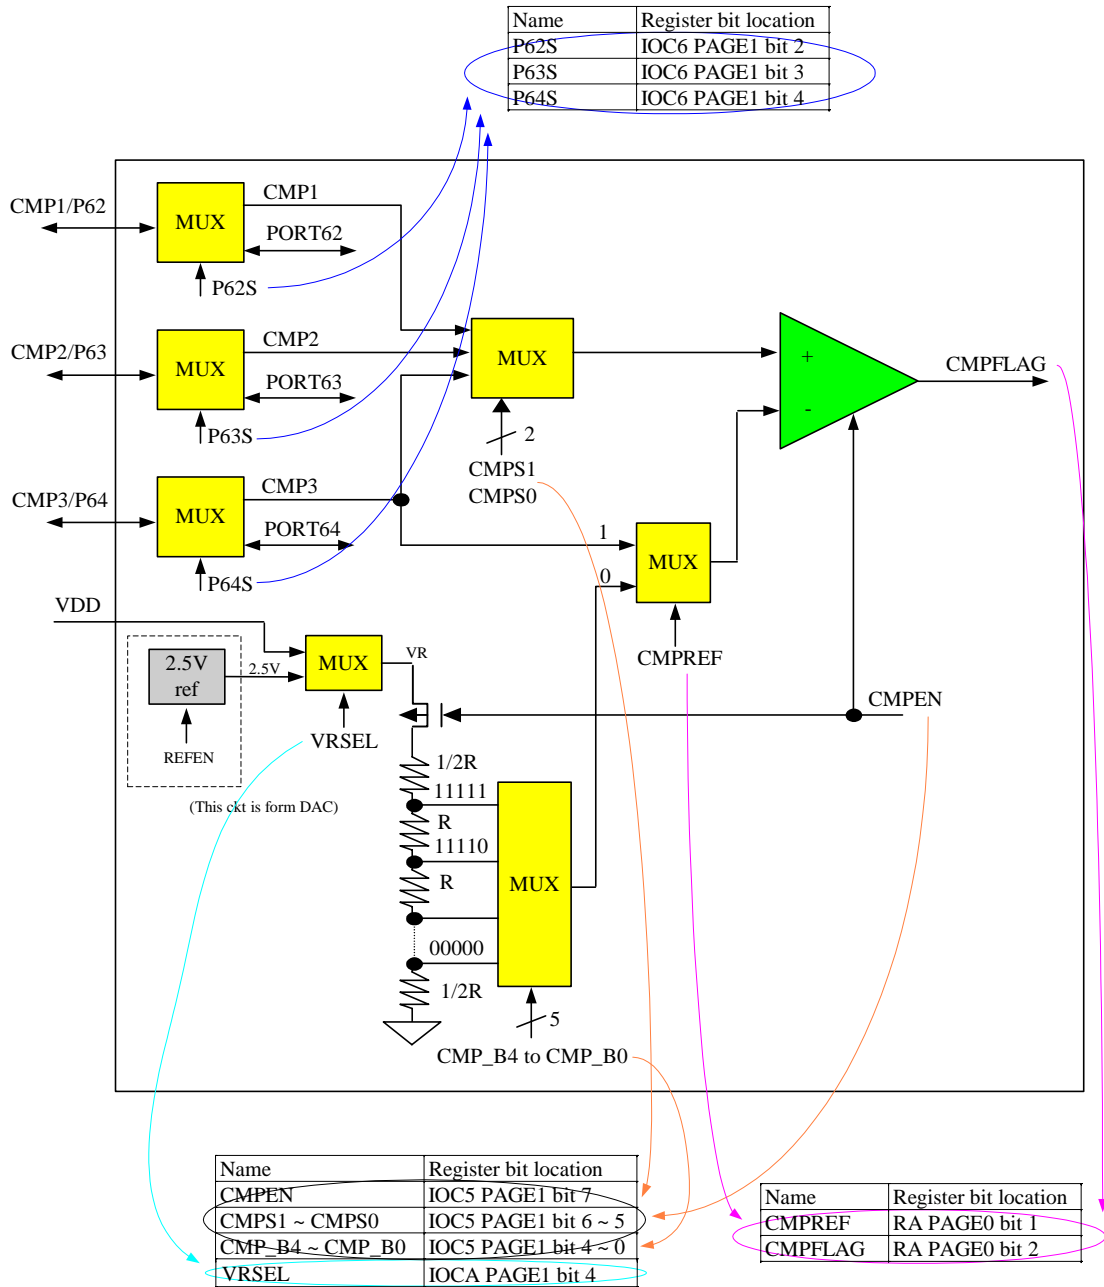 Name Register bit location
P62S IOC6 PAGE1 bit 2
P63S IOC6 PAGE1 bit 3
P64S IOC6 PAGE1 bit 4
CMP1/P62
MUX
CMP1
PORT62
P62S
CMP2/P63
MUX
CMP2
PORT63
P63S
MUX
2
CMPS1
CMPS0
+
-
CMPFLAG
CMP3/P64
MUX
CMP3
PORT64
P64S
1
0
MUX
CMPREF
VDD
2.5V
ref
2.5V
REFEN
MUX
VR
VRSEL
CMPEN
(This ckt is form DAC)
1/2R
11111
R
11110
R
00000
1/2R
MUX
5
CMP_B4 to CMP_B0
Name Register bit location
CMPEN IOC5 PAGE1 bit 7
CMPS1 ~ CMPS0 IOC5 PAGE1 bit 6 ~ 5
CMP_B4 ~ CMP_B0 IOC5 PAGE1 bit 4 ~ 0
VRSEL IOCA PAGE1 bit 4
Name Register bit location
CMPREF RA PAGE0 bit 1
CMPFLAG RA PAGE0 bit 2